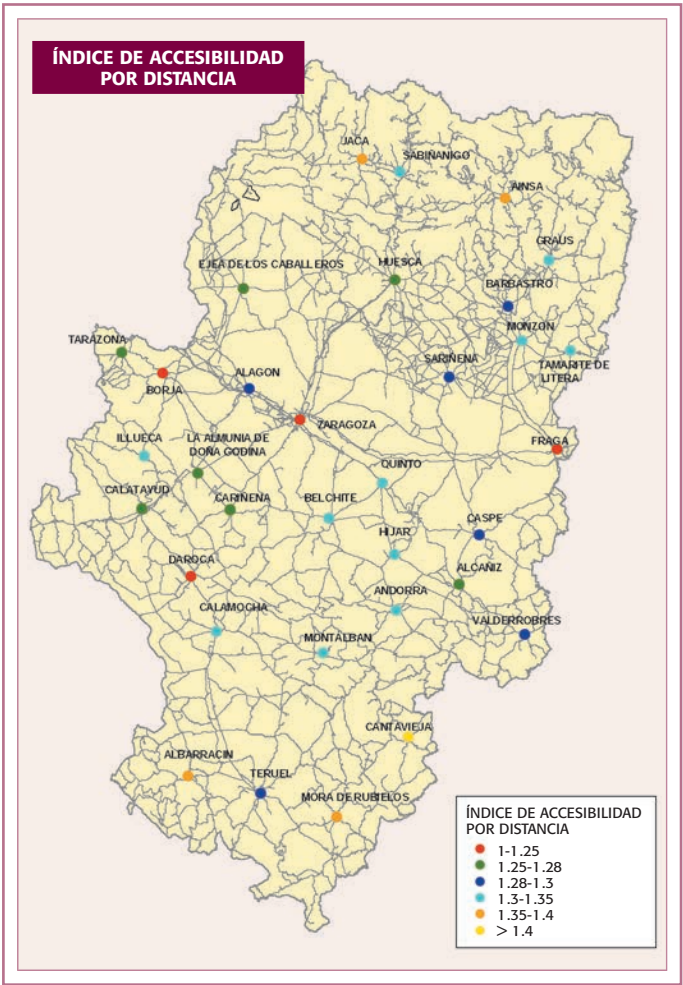 ÍNDICE DE ACCESIBILIDAD
POR DISTANCIA
JACA
SABIÑANIGO
AINSA
GRAUS
EJEA DE LOS CABALLEROS
HUESCA
BARBASTRO
MONZON
TARAZONA
SARIÑENA
TAMARITE DE
LITERA
ALAGON
BORJA
ZARAGOZA
FRAGA
ILLUECA
LA ALMUNIA DE
DOÑA GODINA
QUINTO
CALATAYUD
CARIÑENA
BELCHITE
CASPE
HIJAR
DAROCA
ALCAÑIZ
ANDORRA
CALAMOCHA
VALDERROBRES
MONTALBAN
CANTAVIEJA
ALBARRACIN
TERUEL
MORA DE RUBIELOS
ÍNDICE DE ACCESIBILIDAD
POR DISTANCIA
1-1.25
1.25-1.28
1.28-1.3
1.3-1.35
1.35-1.4
> 1.4